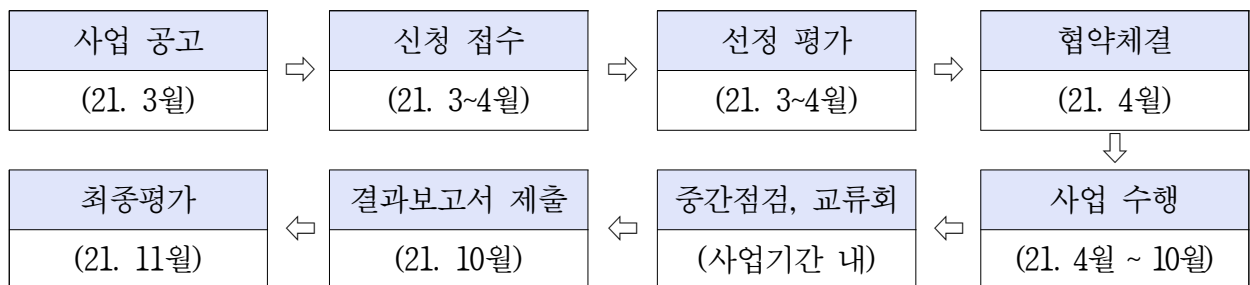 사업 공고
(21. 3월)
신청 접수
(21. 3~4월)
선정 평가
(21. 3~4월)
협약체결
(21. 4월)
사업 수행
(21. 4월 ~ 10월)
중간점검, 교류회
(사업기간 내)
결과보고서 제출
(21. 10월)
최종평가
(21. 11월)